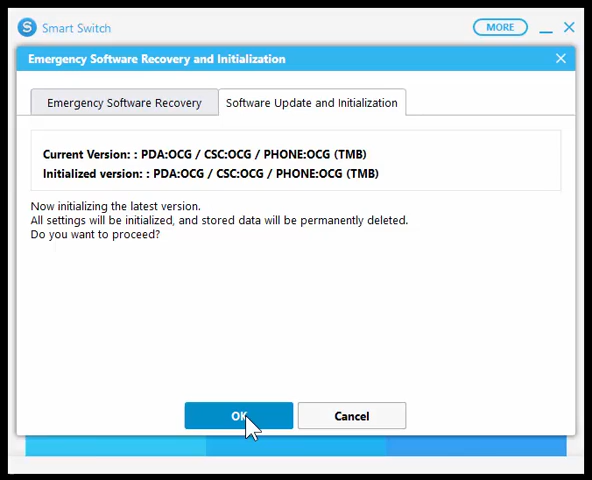 S Smart Switch MORE
Emergency Software Recovery and Initialization
Emergency Software Recovery Software Update and Initialization
Current Version: : PDA:OCG / CSC:OCG / PHONE:OCG (TMB)
Initialized version: : PDA:OCG / CSC:OCG / PHONE:OCG (TMB)
Now initializing the latest version.
All settings will be initialized, and stored data will be permanently deleted.
Do you want to proceed?
OK Cancel